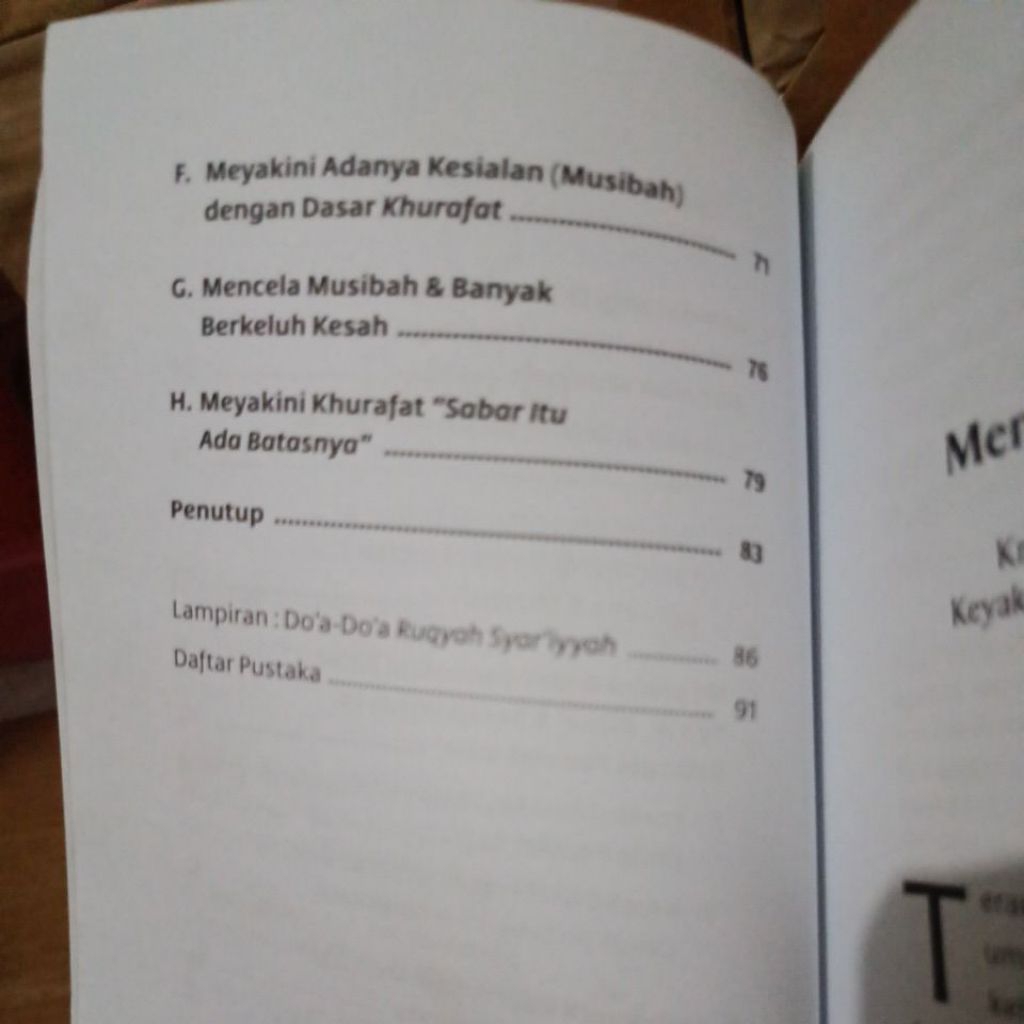 F. Meyakini Adanya Kesialan (Musibah)
dengan Dasar Khurafat ........................................ 71
G. Mencela Musibah & Banyak
Berkeluh Kesah ........................................ 76
H. Meyakini Khurafat "Sabar Itu
Ada Batasnya" ........................................ 79
Penutup ........................................ 83
Lampiran : Do'a-Do'a Ruqyah Syar'iyyah ............... 86
Daftar Pustaka ........................................ 91